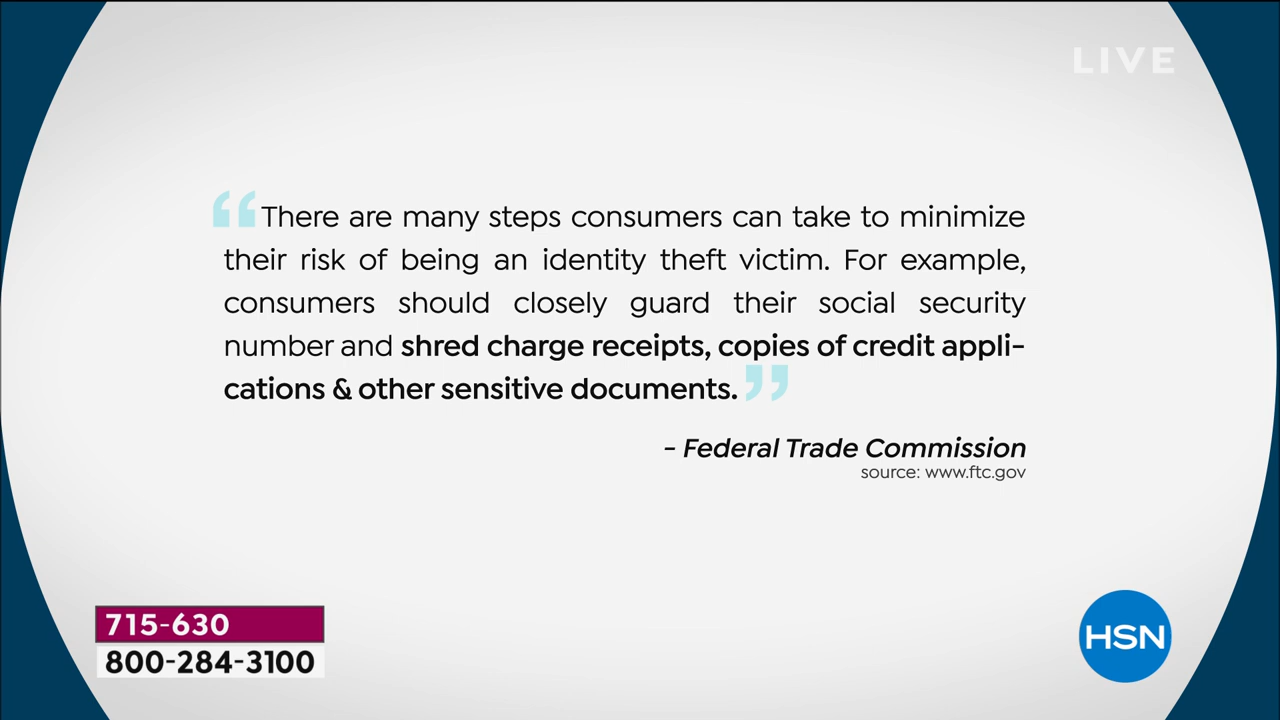 LIVE
“There are many steps consumers can take to minimize
their risk of being an identity theft victim. For example,
consumers should closely guard their social security
number and shred charge receipts, copies of credit appli-
cations & other sensitive documents.”
- Federal Trade Commission
source: www.ftc.gov
715-630
800-284-3100
HSN